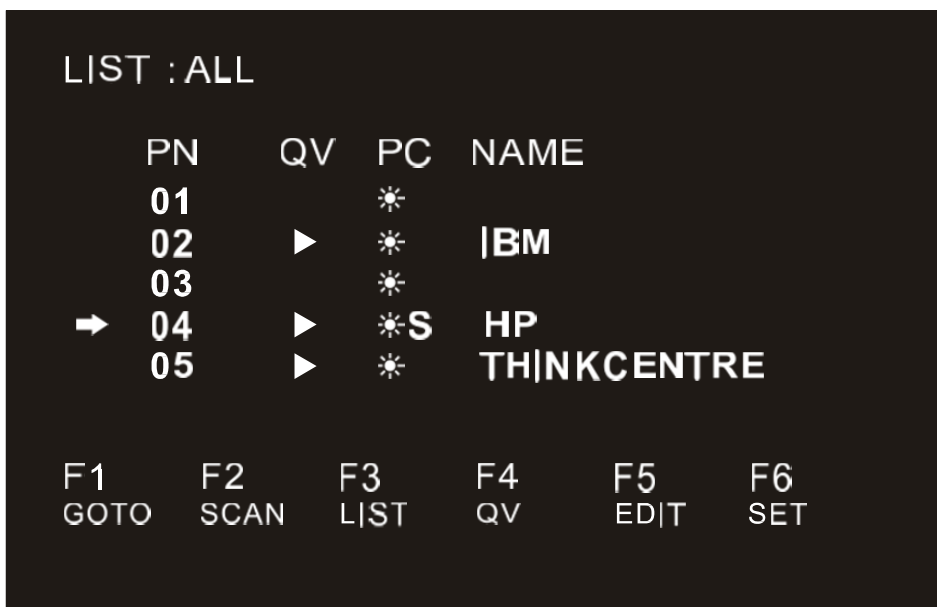 LIST : ALL
PN QV PC NAME
01 ☀
02 ▶ ☀ IBM
03 ☀
➡ 04 ▶ ☀S HP
05 ▶ ☀ THINKCENTRE
F1 F2 F3 F4 F5 F6
GOTO SCAN LIST QV EDIT SET